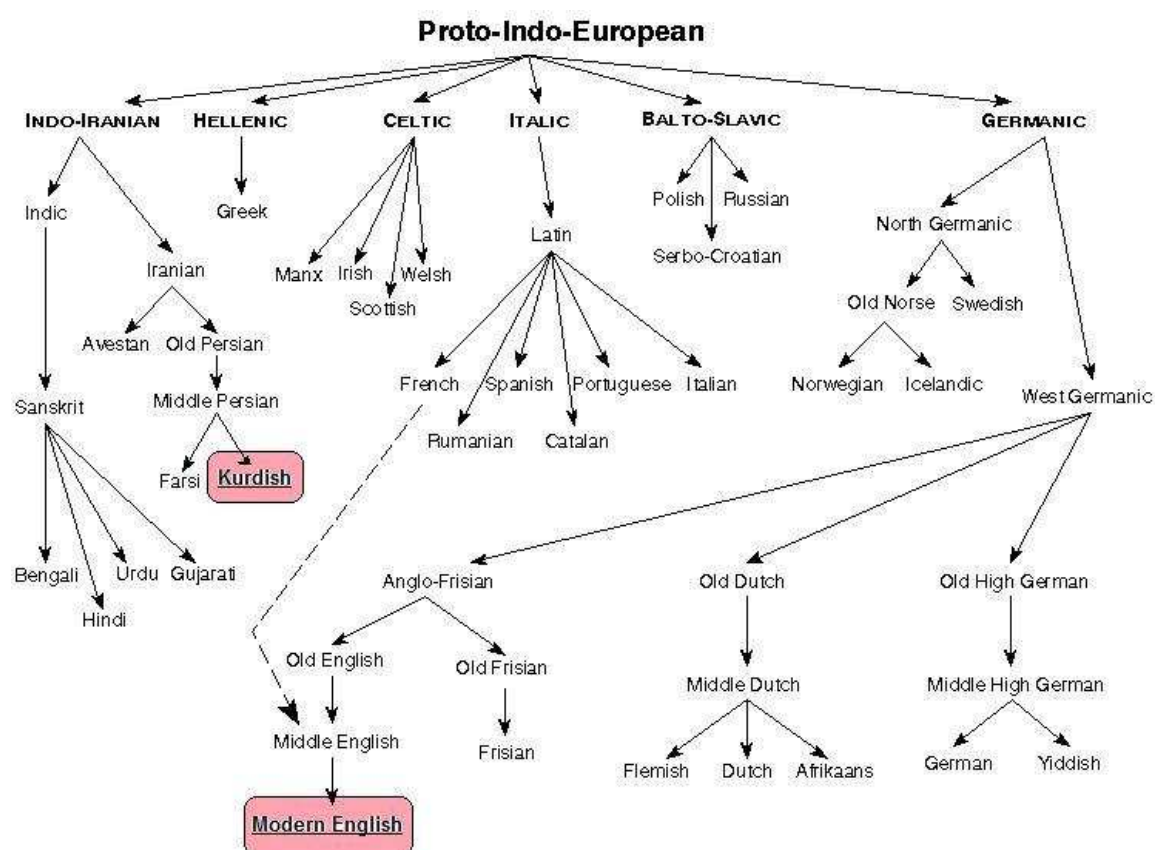 Proto-Indo-European
INDO-IRANIAN HELLENIC CELTIC ITALIC BALTO-SLAVIC GERMANIC
Indic Greek Polish Russian North Germanic
Latin
Iranian Manx Irish Welsh Serbo-Croatian
Scottish Old Norse Swedish
Avestan Old Persian
French Spanish Portuguese Italian Norwegian Icelandic
Sanskrit Middle Persian West Germanic
Rumanian Catalan
Farsi Kurdish
Bengali Urdu Gujarati Anglo-Frisian Old Dutch Old High German
Hindi
Old English Old Frisian
Middle Dutch Middle High German
Middle English Frisian
Flemish Dutch Afrikaans German Yiddish
Modern English